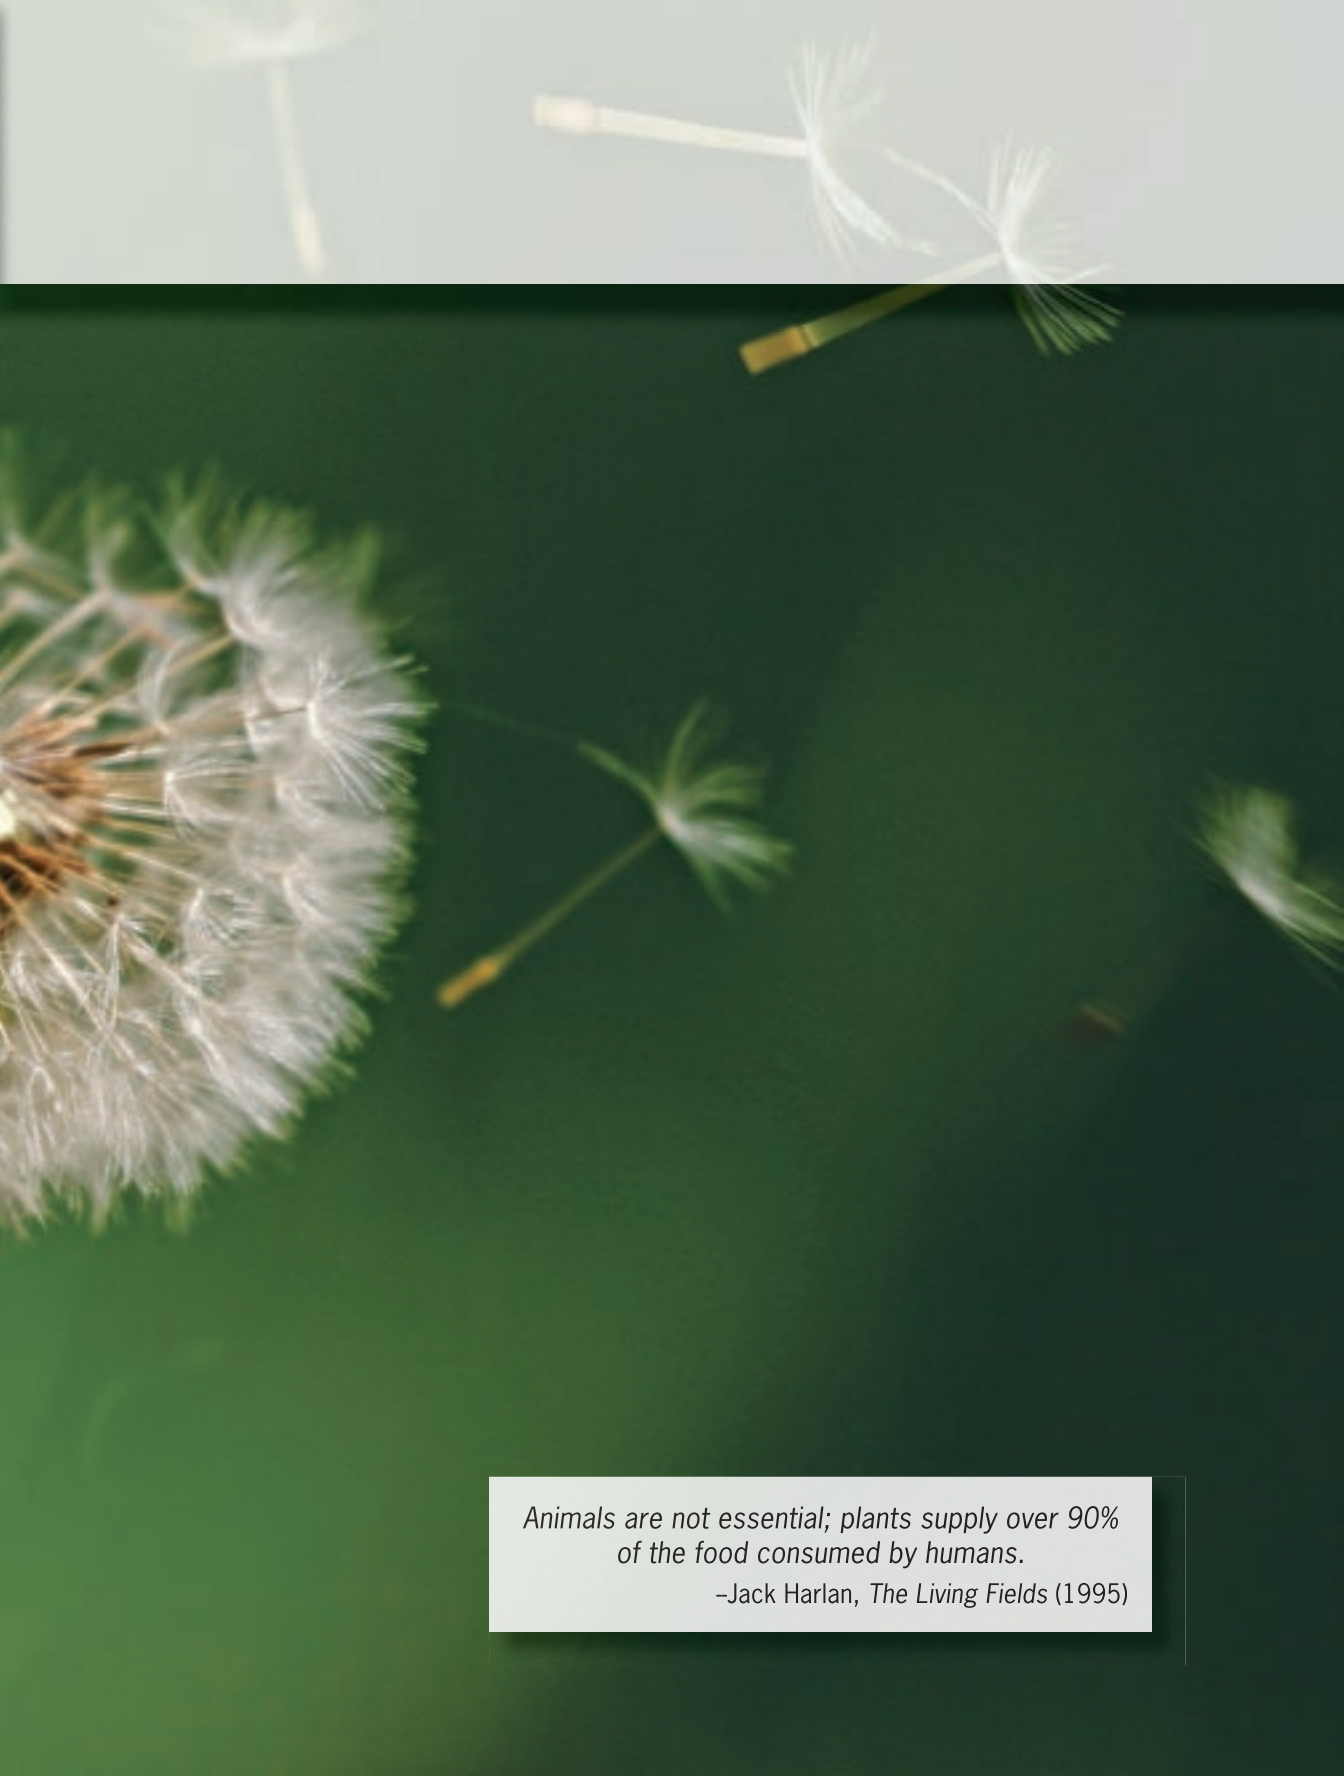 Animals are not essential; plants supply over 90%
of the food consumed by humans.
–Jack Harlan, The Living Fields (1995)